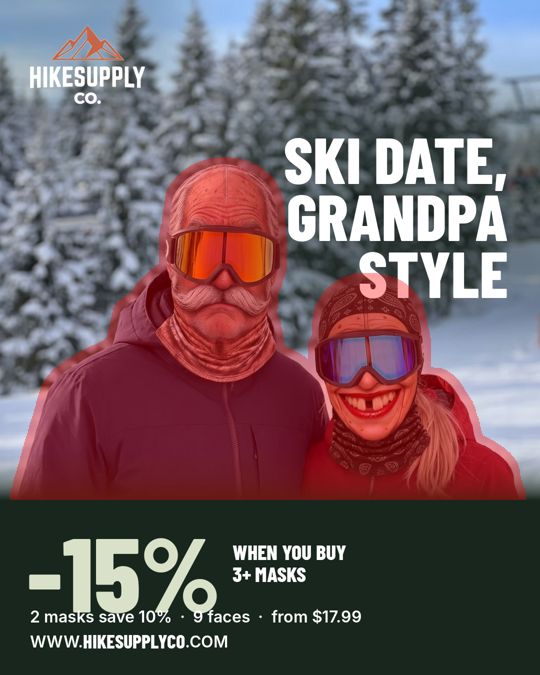 HIKESUPPLY
CO.
SKI DATE,
GRANDPA
STYLE
-15%
WHEN YOU BUY
3+ MASKS
2 masks save 10% · 9 faces · from $17.99
WWW.HIKESUPPLYCO.COM